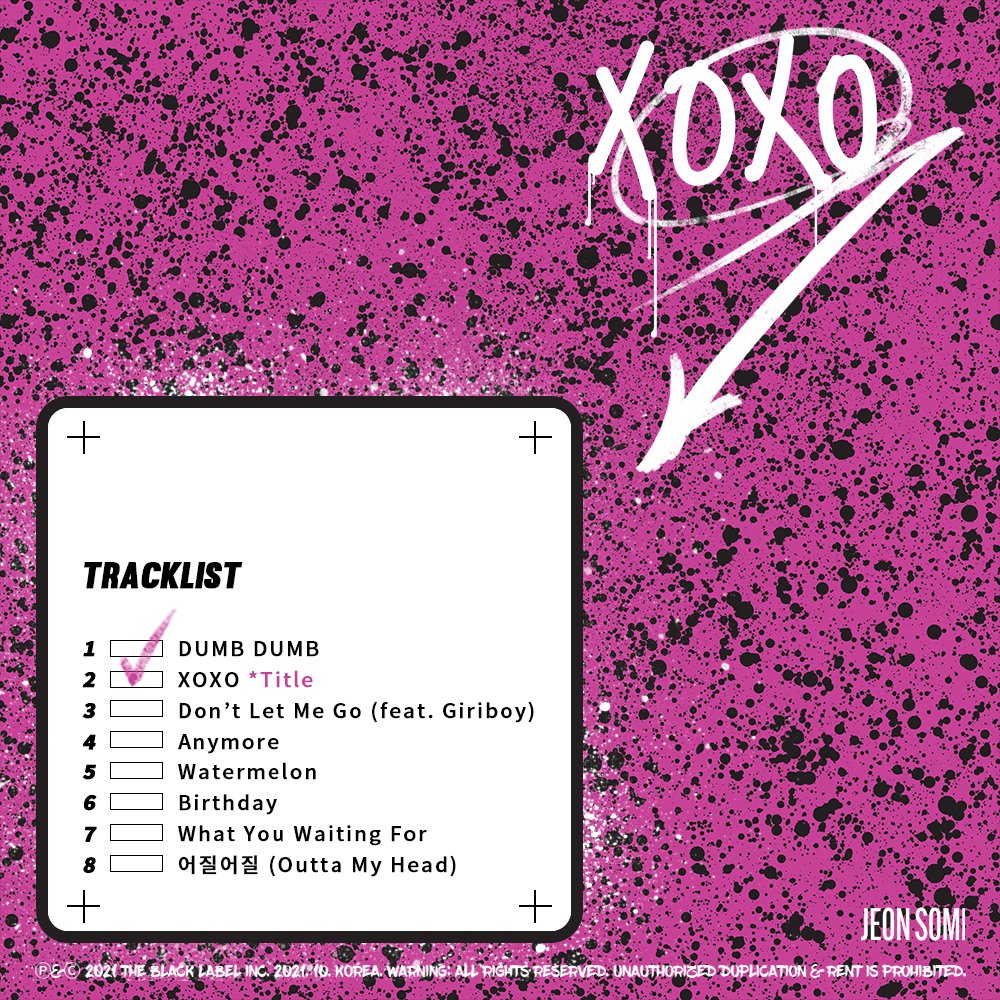 XOXO
TRACKLIST
1 DUMB DUMB
2 XOXO *Title
3 Don’t Let Me Go (feat. Giriboy)
4 Anymore
5 Watermelon
6 Birthday
7 What You Waiting For
8 어질어질 (Outta My Head)
JEON SOMI
Ⓟ & Ⓒ 2021 THE BLACK LABEL INC. 2021. 10. KOREA. WARNING: ALL RIGHTS RESERVED. UNAUTHORIZED DUPLICATION & RENT IS PROHIBITED.